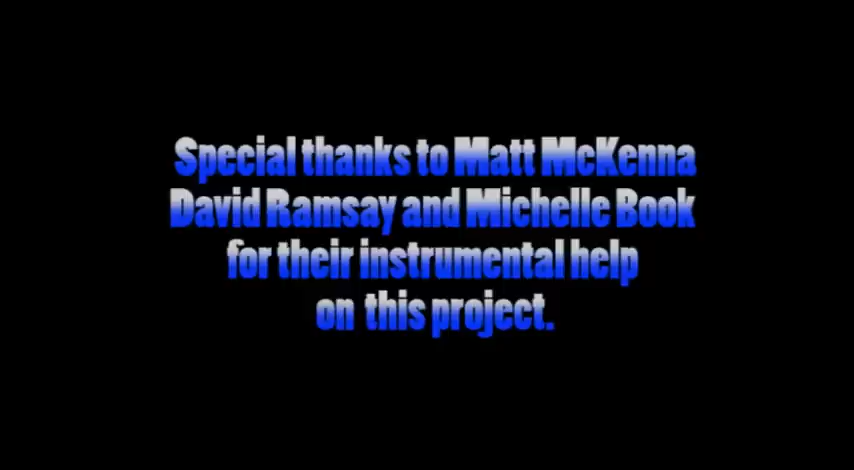 Special thanks to Matt McKenna
David Ramsay and Michelle Book
for their instrumental help
on this project.